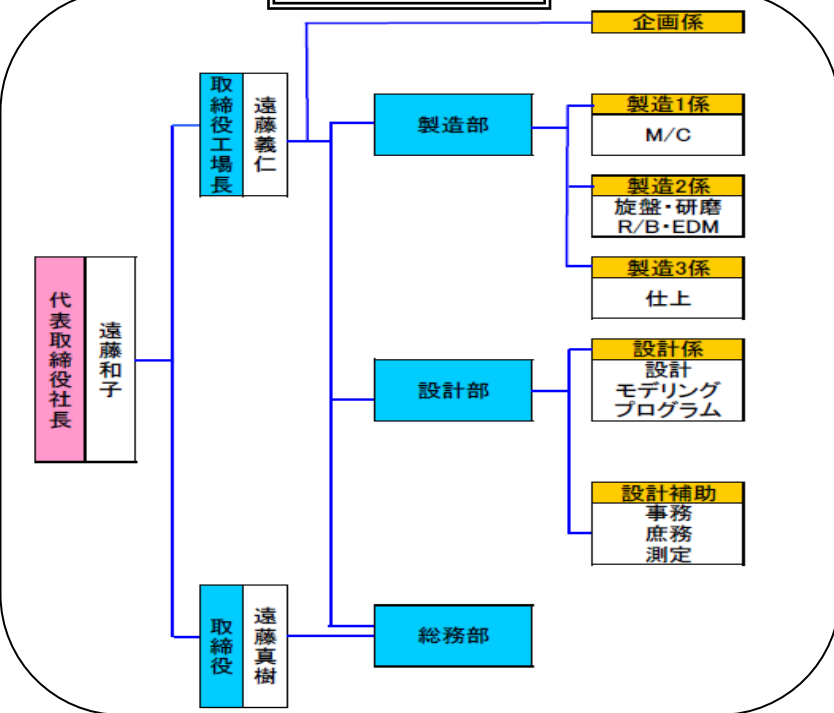 企画係
取締役工場長
遠藤義仁
製造部
製造1係
M/C
製造2係
旋盤・研磨
R/B・EDM
製造3係
仕上
代表取締役社長
遠藤和子
設計部
設計係
設計
モデリング
プログラム
設計補助
事務
庶務
測定
取締役
遠藤真樹
総務部